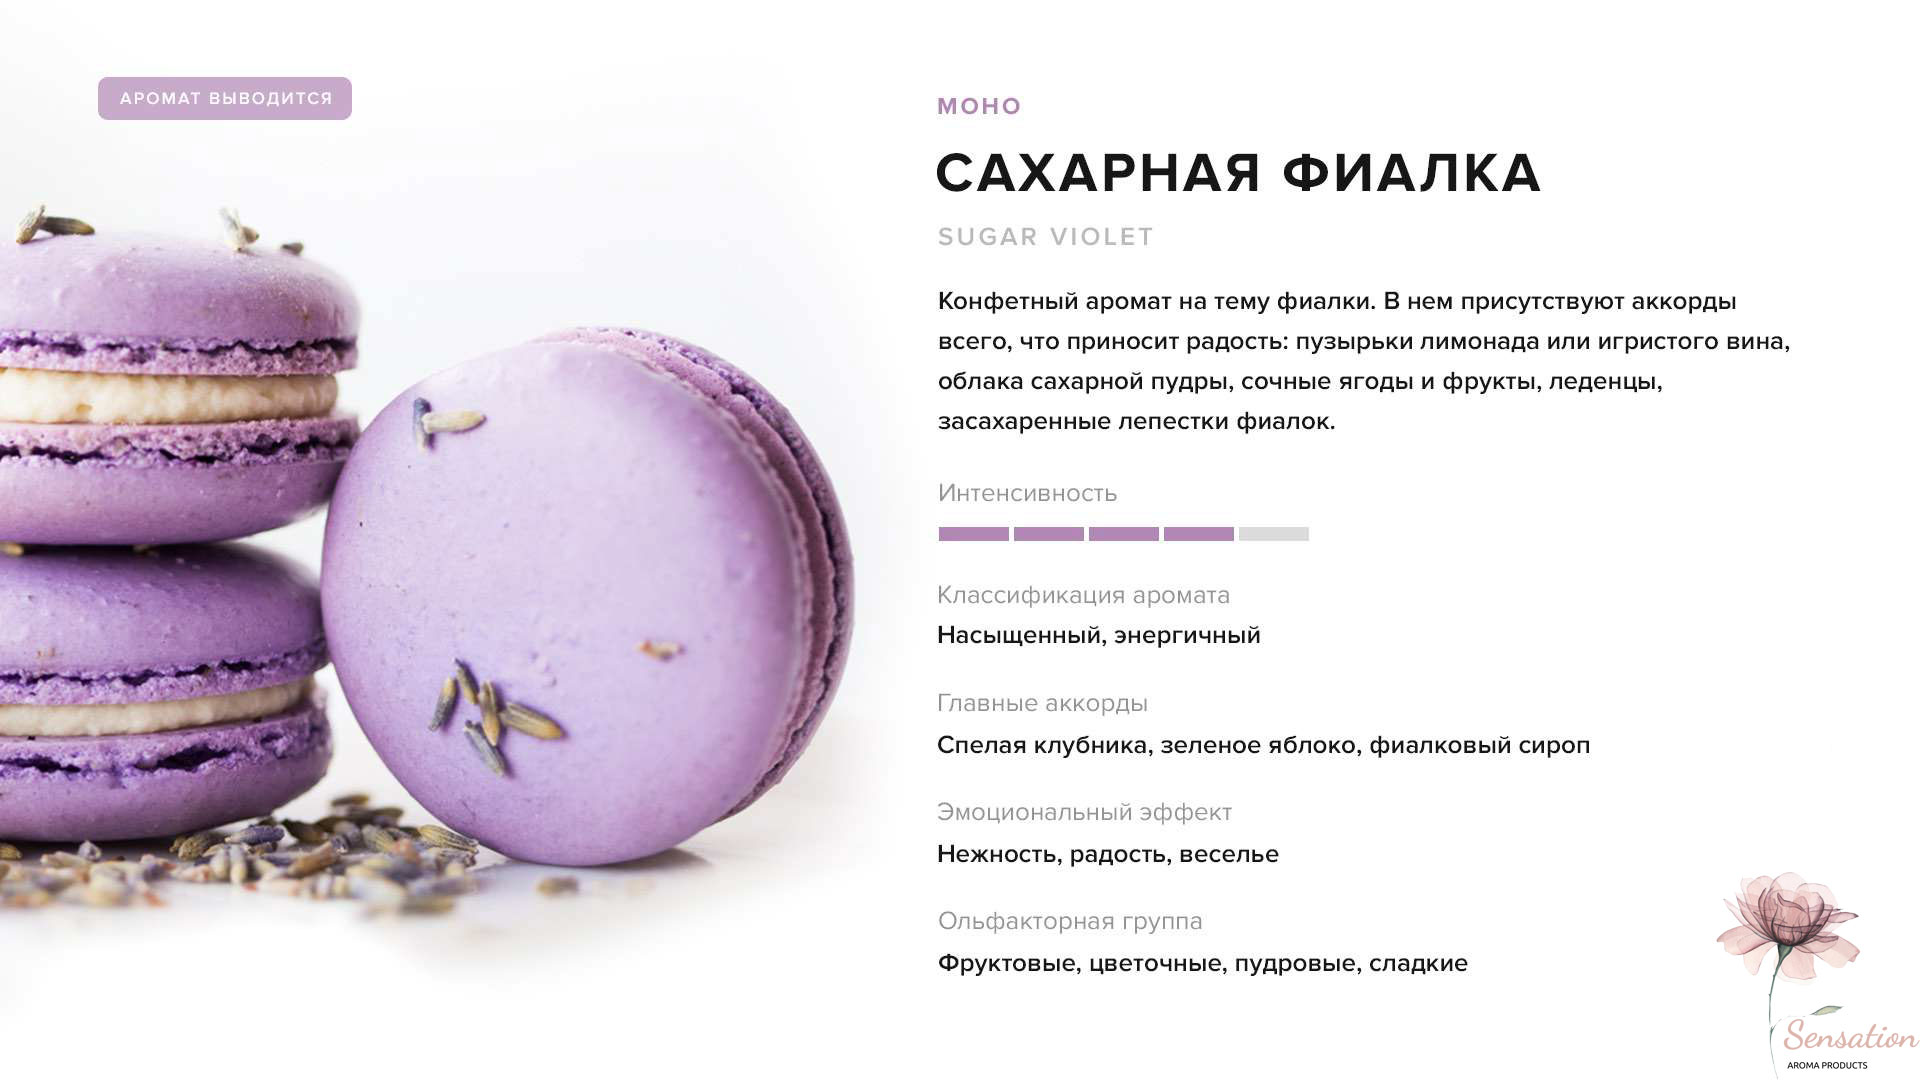 АРОМАТ ВЫВОДИТСЯ
МОНО
САХАРНАЯ ФИАЛКА
SUGAR VIOLET
Конфетный аромат на тему фиалки. В нем присутствуют аккорды
всего, что приносит радость: пузырьки лимонада или игристого вина,
облака сахарной пудры, сочные ягоды и фрукты, леденцы,
засахаренные лепестки фиалок.
Интенсивность
Классификация аромата
Насыщенный, энергичный
Главные аккорды
Спелая клубника, зеленое яблоко, фиалковый сироп
Эмоциональный эффект
Нежность, радость, веселье
Ольфакторная группа
Фруктовые, цветочные, пудровые, сладкие
Sensation
AROMA PRODUCTS